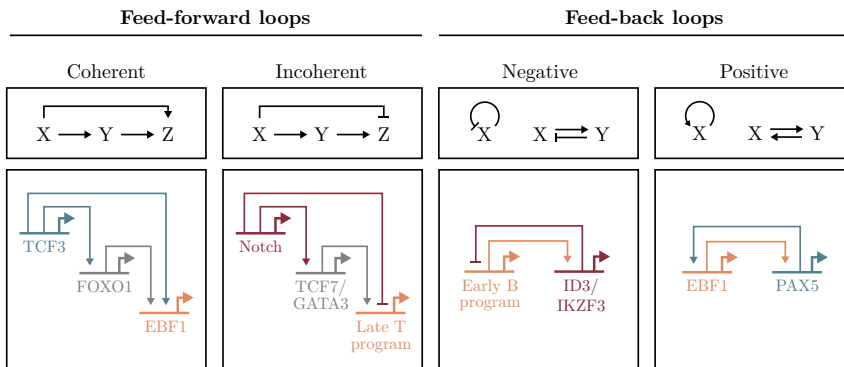 Feed-forward loops
Feed-back loops
Coherent
Incoherent
Negative
Positive
X Y Z
X Y Z
X X Y
X X Y
TCF3
FOXO1
EBF1
Notch
TCF7/
GATA3
Late T
program
Early B
program
ID3/
IKZF3
EBF1
PAX5